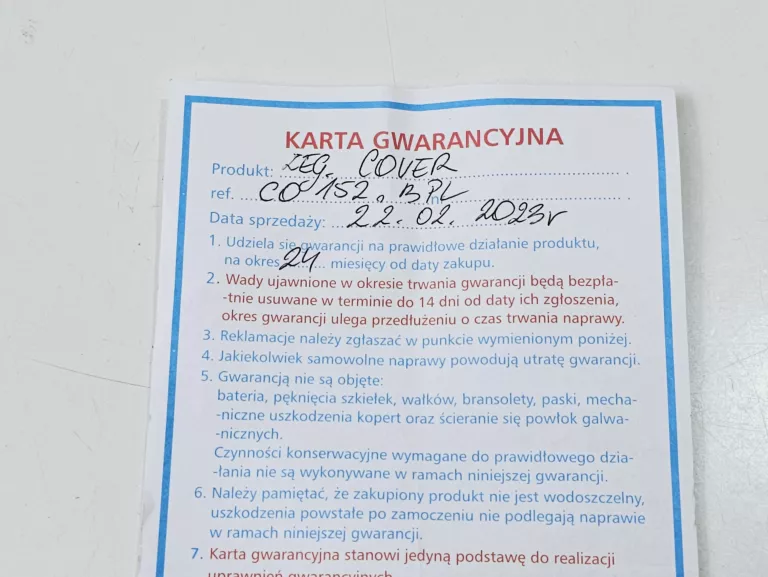 KARTA GWARANCYJNA
Produkt: ZEG. COVER
ref. CO 152. BPL
Data sprzedaży: 22.02.2023r
1. Udziela się gwarancji na prawidłowe działanie produktu,
na okres 24 miesięcy od daty zakupu.
2. Wady ujawnione w okresie trwania gwarancji będą bezpła-
-tnie usuwane w terminie do 14 dni od daty ich zgłoszenia,
okres gwarancji ulega przedłużeniu o czas trwania naprawy.
3. Reklamacje należy zgłaszać w punkcie wymienionym poniżej.
4. Jakiekolwiek samowolne naprawy powodują utratę gwarancji.
5. Gwarancją nie są objęte:
bateria, pęknięcia szkiełek, wałków, bransolety, paski, mecha-
-niczne uszkodzenia kopert oraz ścieranie się powłok galwa-
-nicznych.
Czynności konserwacyjne wymagane do prawidłowego dzia-
-łania nie są wykonywane w ramach niniejszej gwarancji.
6. Należy pamiętać, że zakupiony produkt nie jest wodoszczelny,
uszkodzenia powstałe po zamoczeniu nie podlegają naprawie
w ramach niniejszej gwarancji.
7. Karta gwarancyjna stanowi jedyną podstawę do realizacji
uprawnień gwarancyjnych.